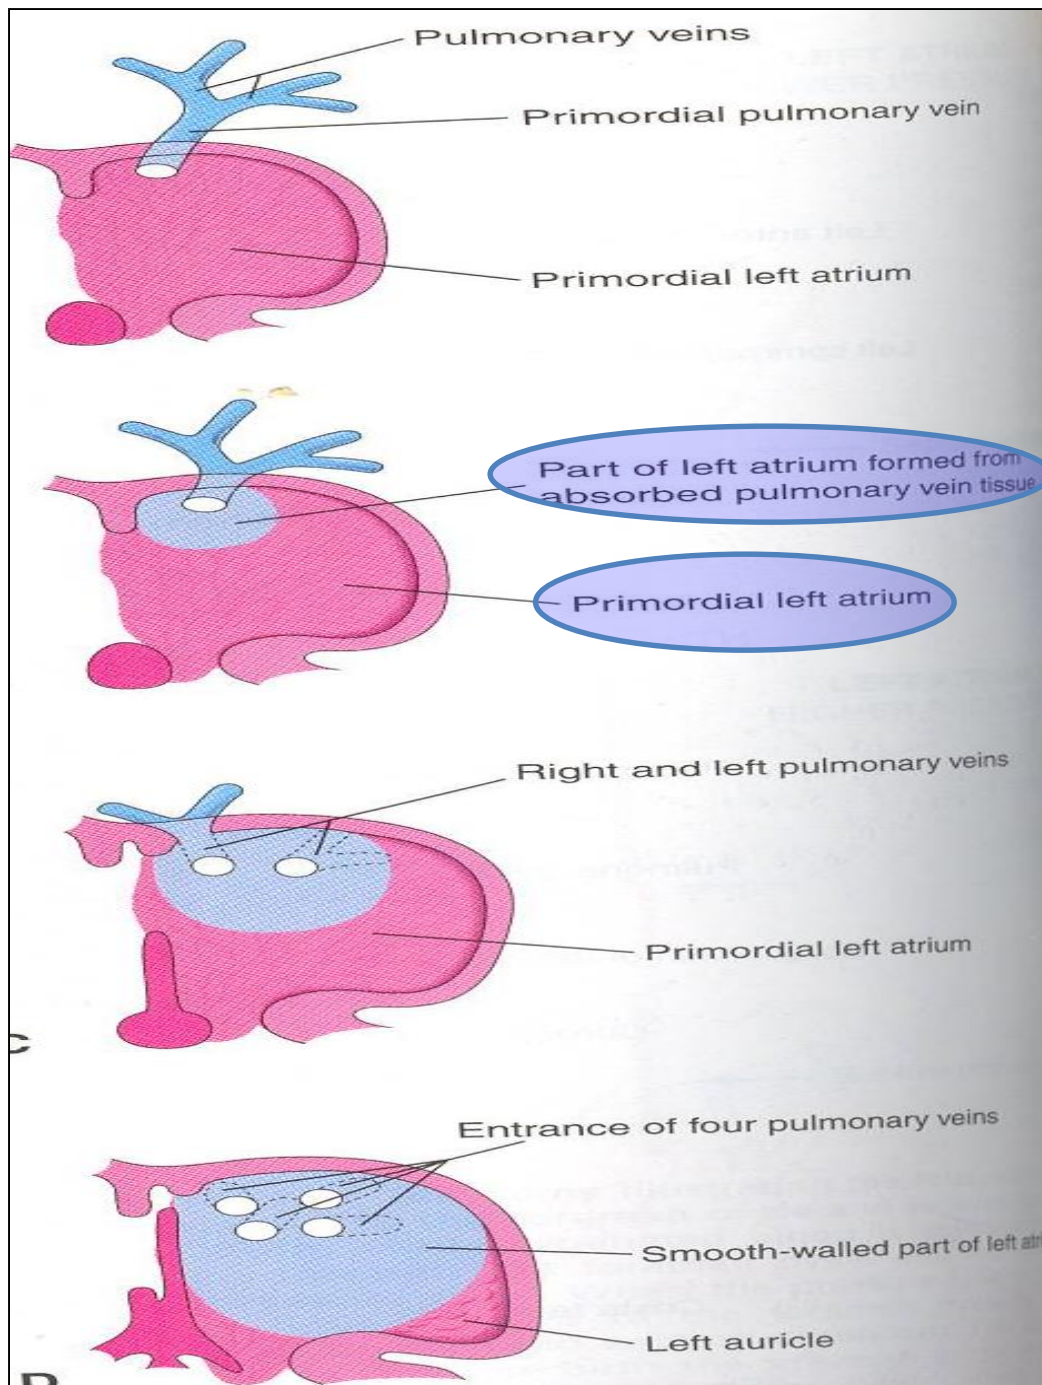 Pulmonary veins
Primordial pulmonary vein
Primordial left atrium
Part of left atrium formed from
absorbed pulmonary vein tissue
Primordial left atrium
Right and left pulmonary veins
Primordial left atrium
C
Entrance of four pulmonary veins
Smooth-walled part of left
Left auricle
D